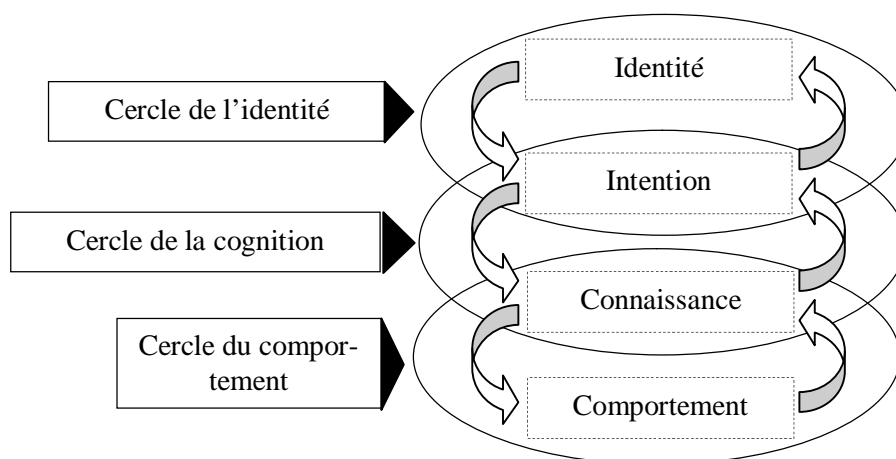 Cercle de l’identité
Cercle de la cognition
Cercle du compor-
tement
Identité
Intention
Connaissance
Comportement